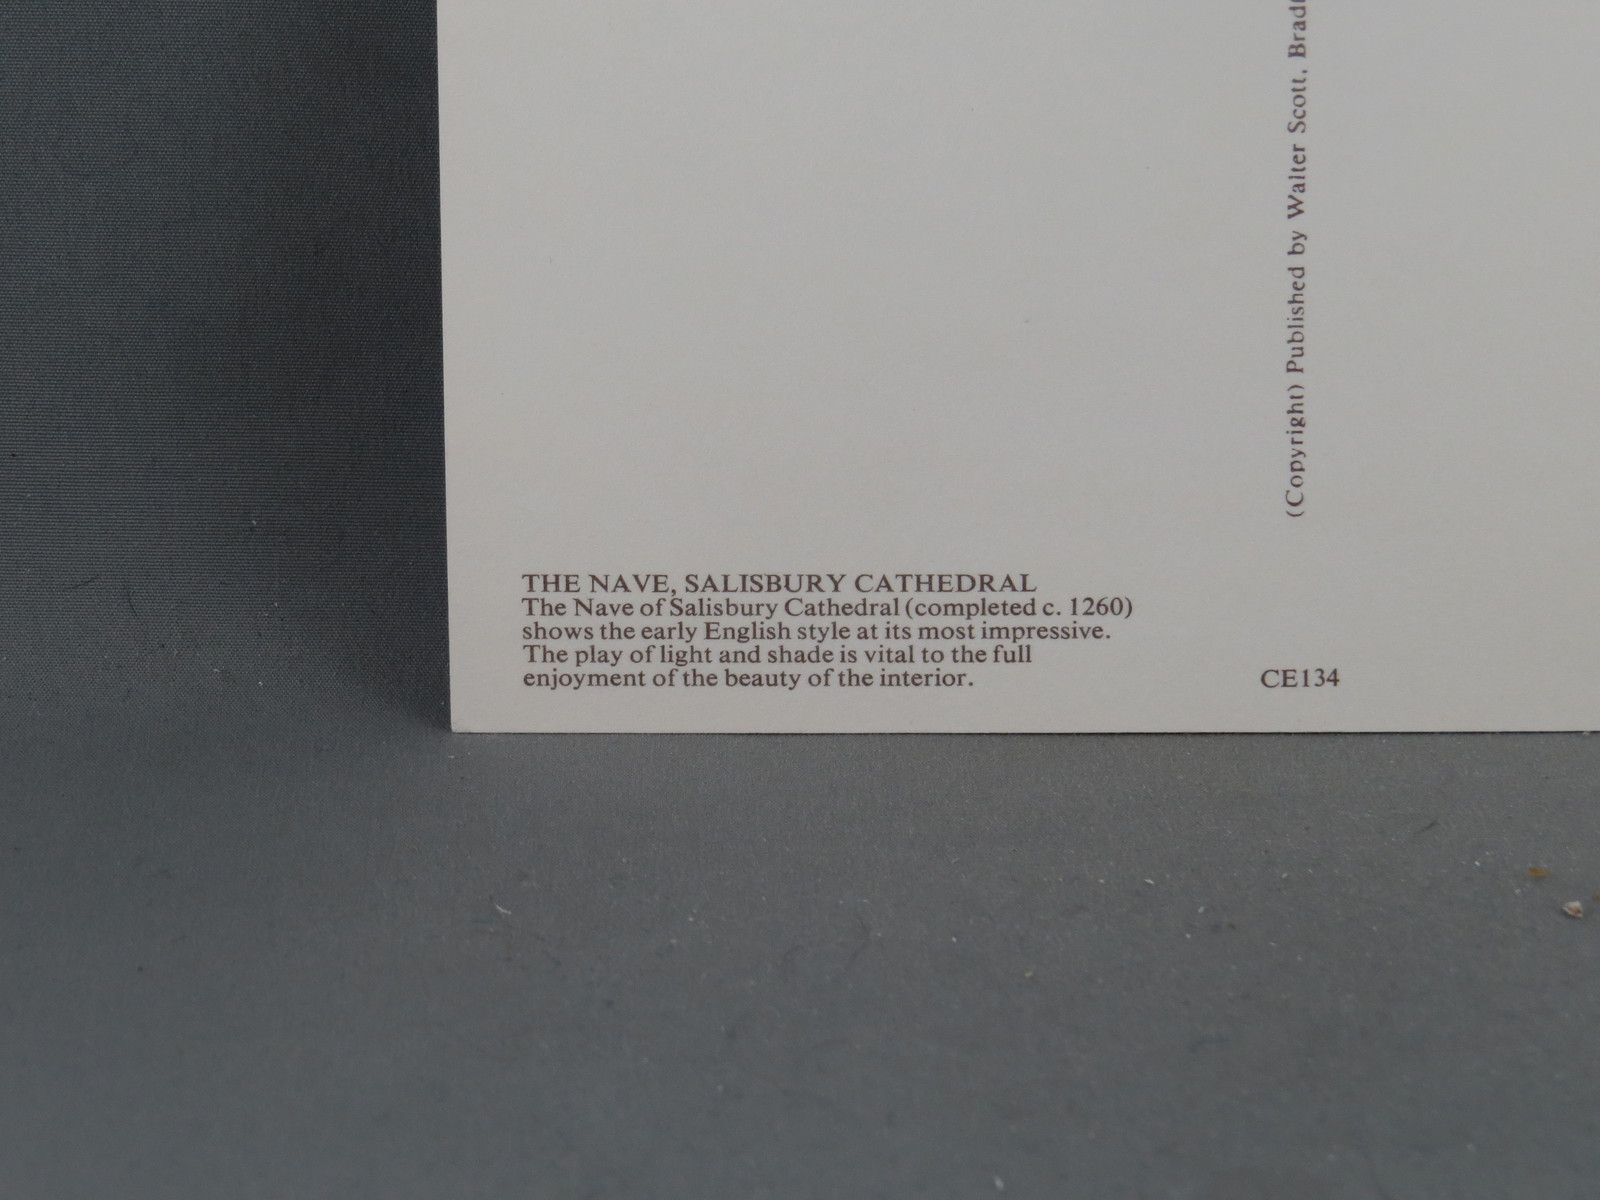 (Copyright) Published by Walter Scott,
THE NAVE, SALISBURY CATHEDRAL
The Nave of Salisbury Cathedral (completed c. 1260)
shows the early English style at its most impressive.
The play of light and shade is vital to the full
enjoyment of the beauty of the interior.
CE134